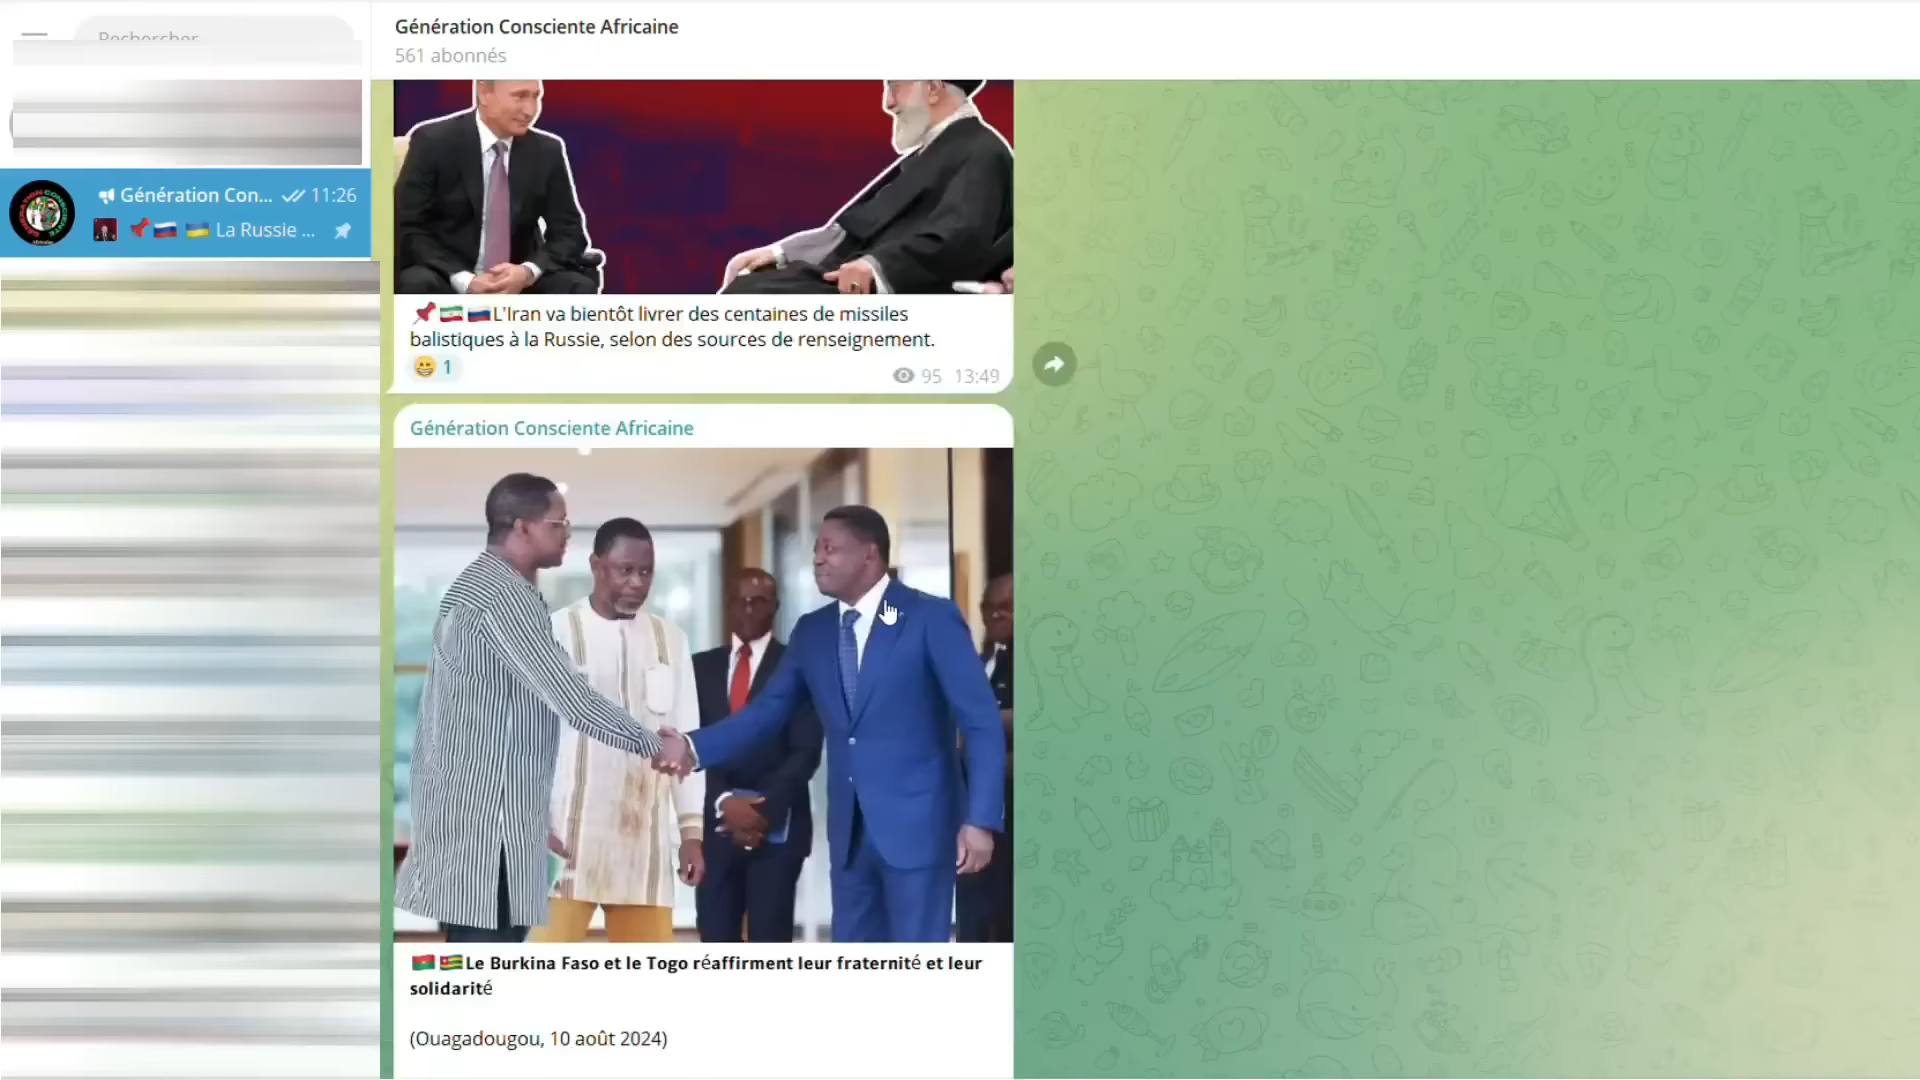 Rechercher
Génération Consciente Africaine
561 abonnés
Génération Con... 11:26
La Russie ...
L'Iran va bientôt livrer des centaines de missiles
balistiques à la Russie, selon des sources de renseignement.
1
95 13:49
Génération Consciente Africaine
Le Burkina Faso et le Togo réaffirment leur fraternité et leur
solidarité
(Ouagadougou, 10 août 2024)